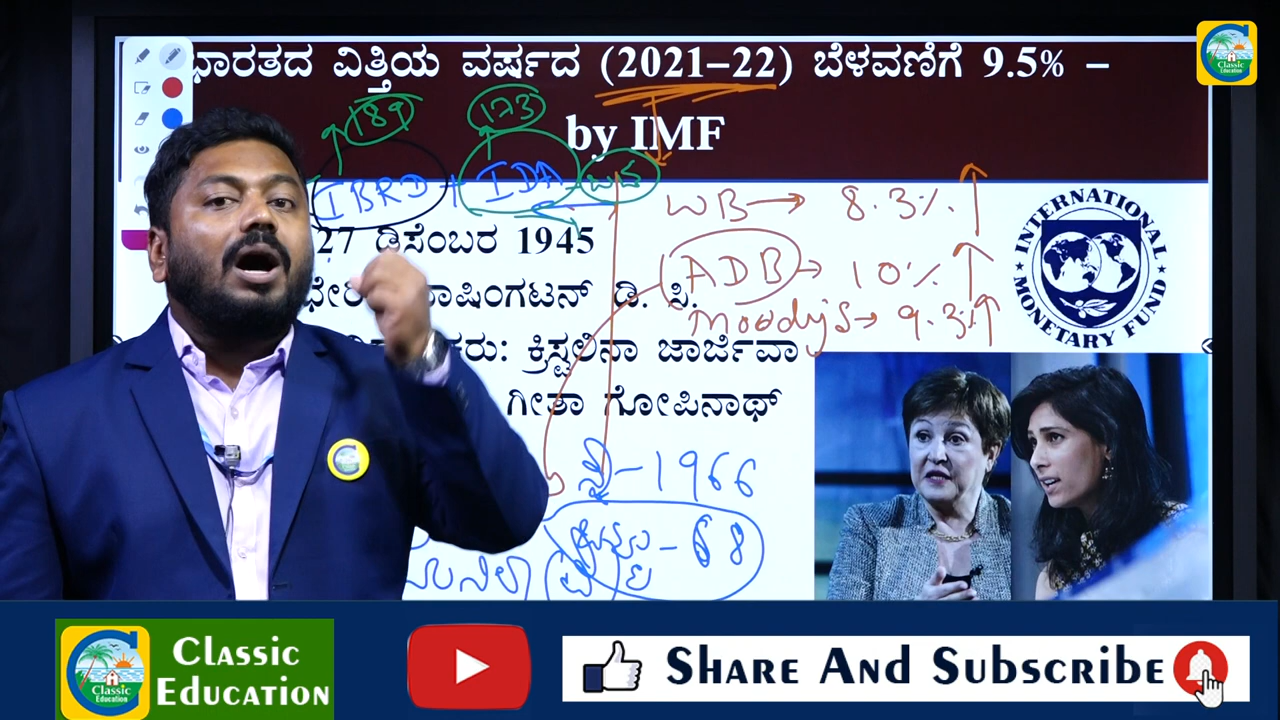 ಭಾರತದ ವಿತ್ತಿಯ ವರ್ಷದ (2021–22) ಬೆಳವಣಿಗೆ 9.5% –
by IMF
189
173
IBRD + IDA
WB → 8.3%
ADB → 10%
Moody's → 9.3%
27 ಡಿಸೆಂಬರ 1945
ವಾಷಿಂಗಟನ್ ಡಿ. ಸಿ.
ಕರು: ಕ್ರಿಸ್ಟಲಿನಾ ಜಾರ್ಜಿವಾ
ಗೀತಾ ಗೋಪಿನಾಥ್
1966
68
INTERNATIONAL MONETARY FUND
Classic Education
CLASSIC EDUCATION
SHARE AND SUBSCRIBE